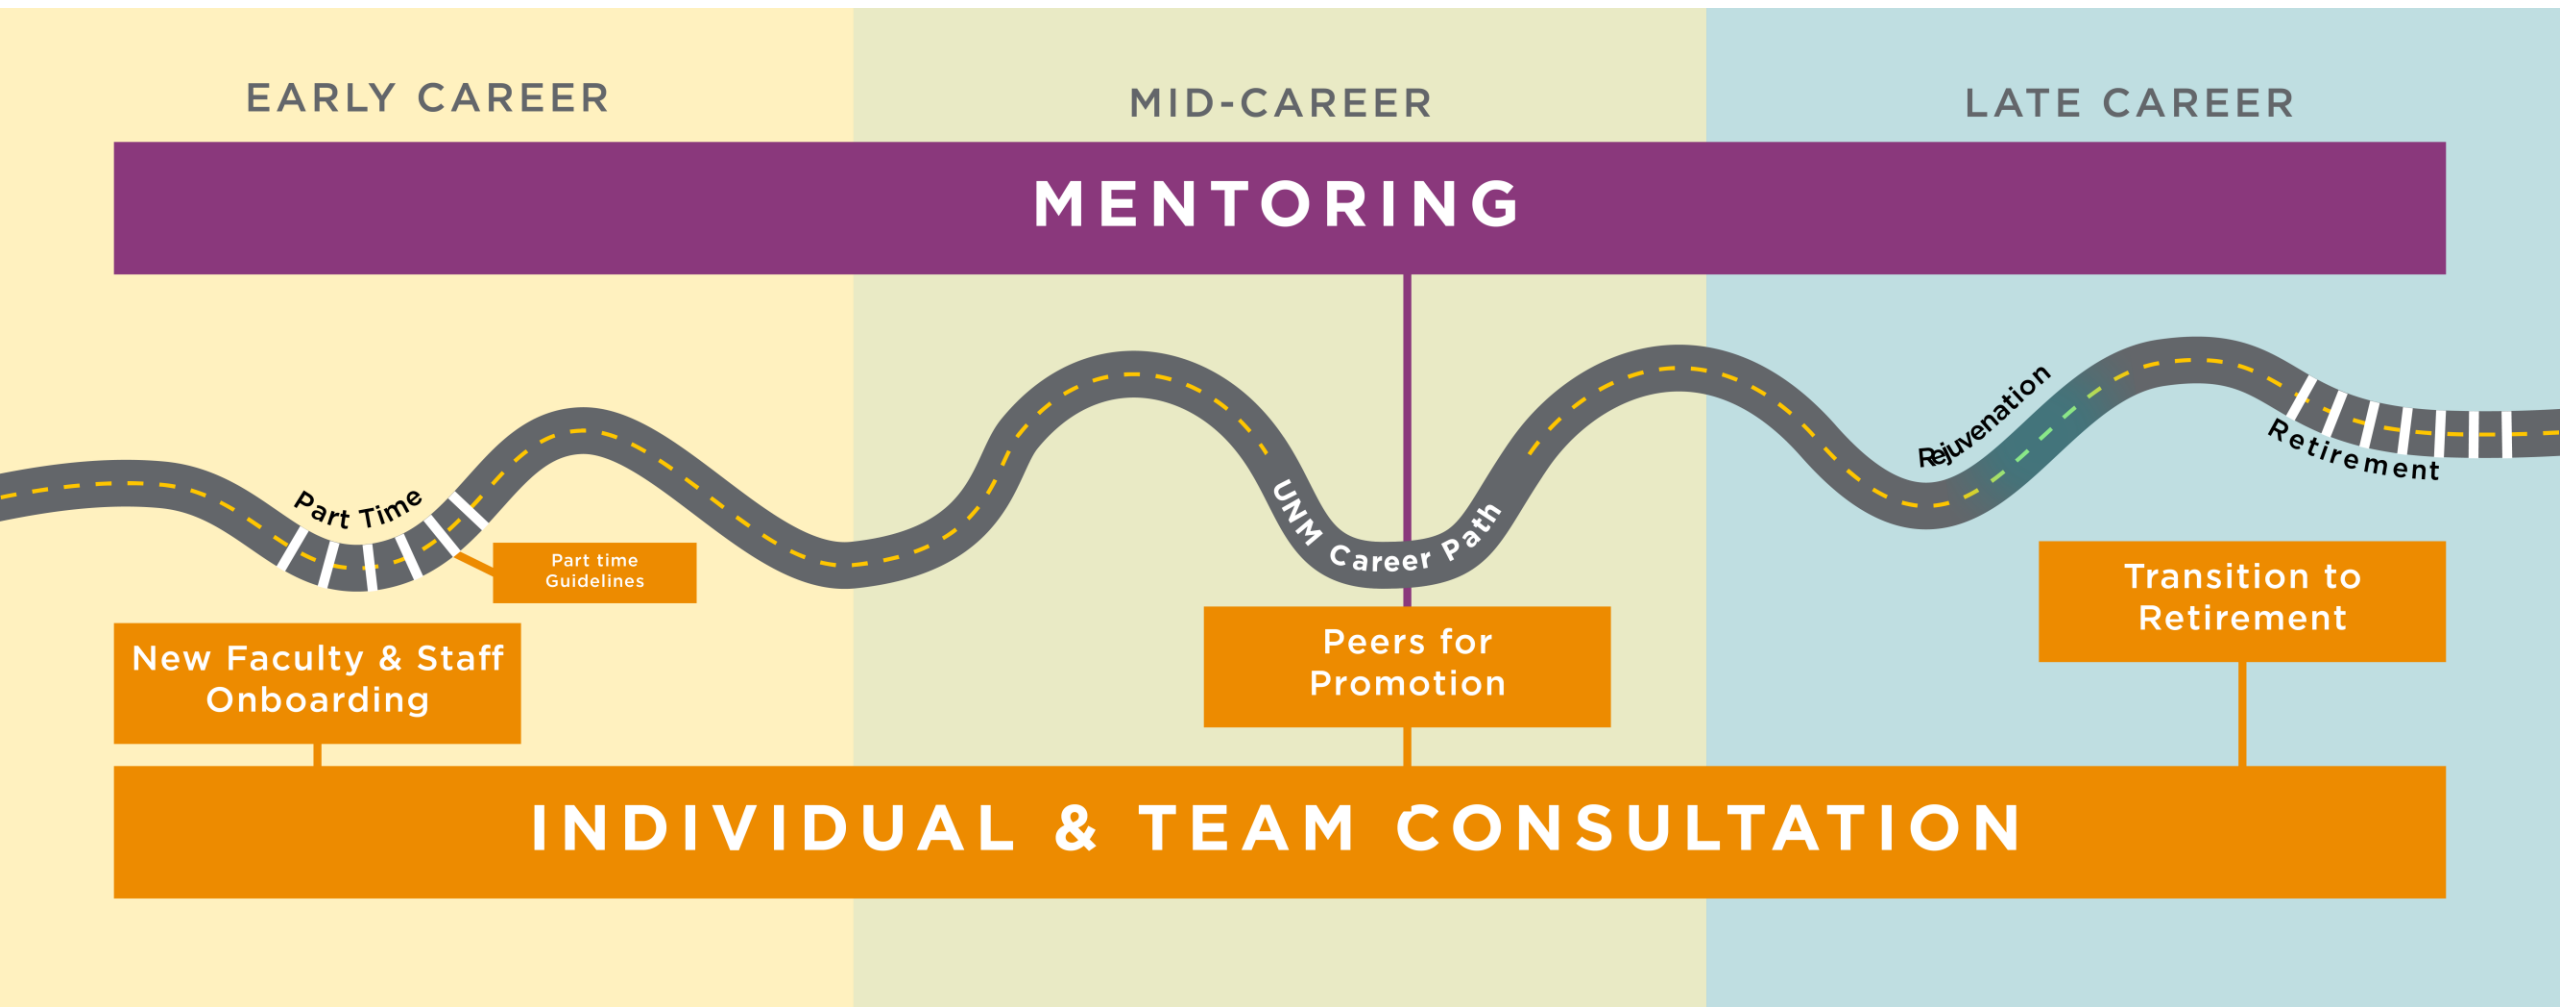 EARLY CAREER
MID-CAREER
LATE CAREER
MENTORING
Part Time
Part time
Guidelines
UNM Career Path
Rejuvenation
Retirement
New Faculty & Staff
Onboarding
Peers for
Promotion
Transition to
Retirement
INDIVIDUAL & TEAM CONSULTATION